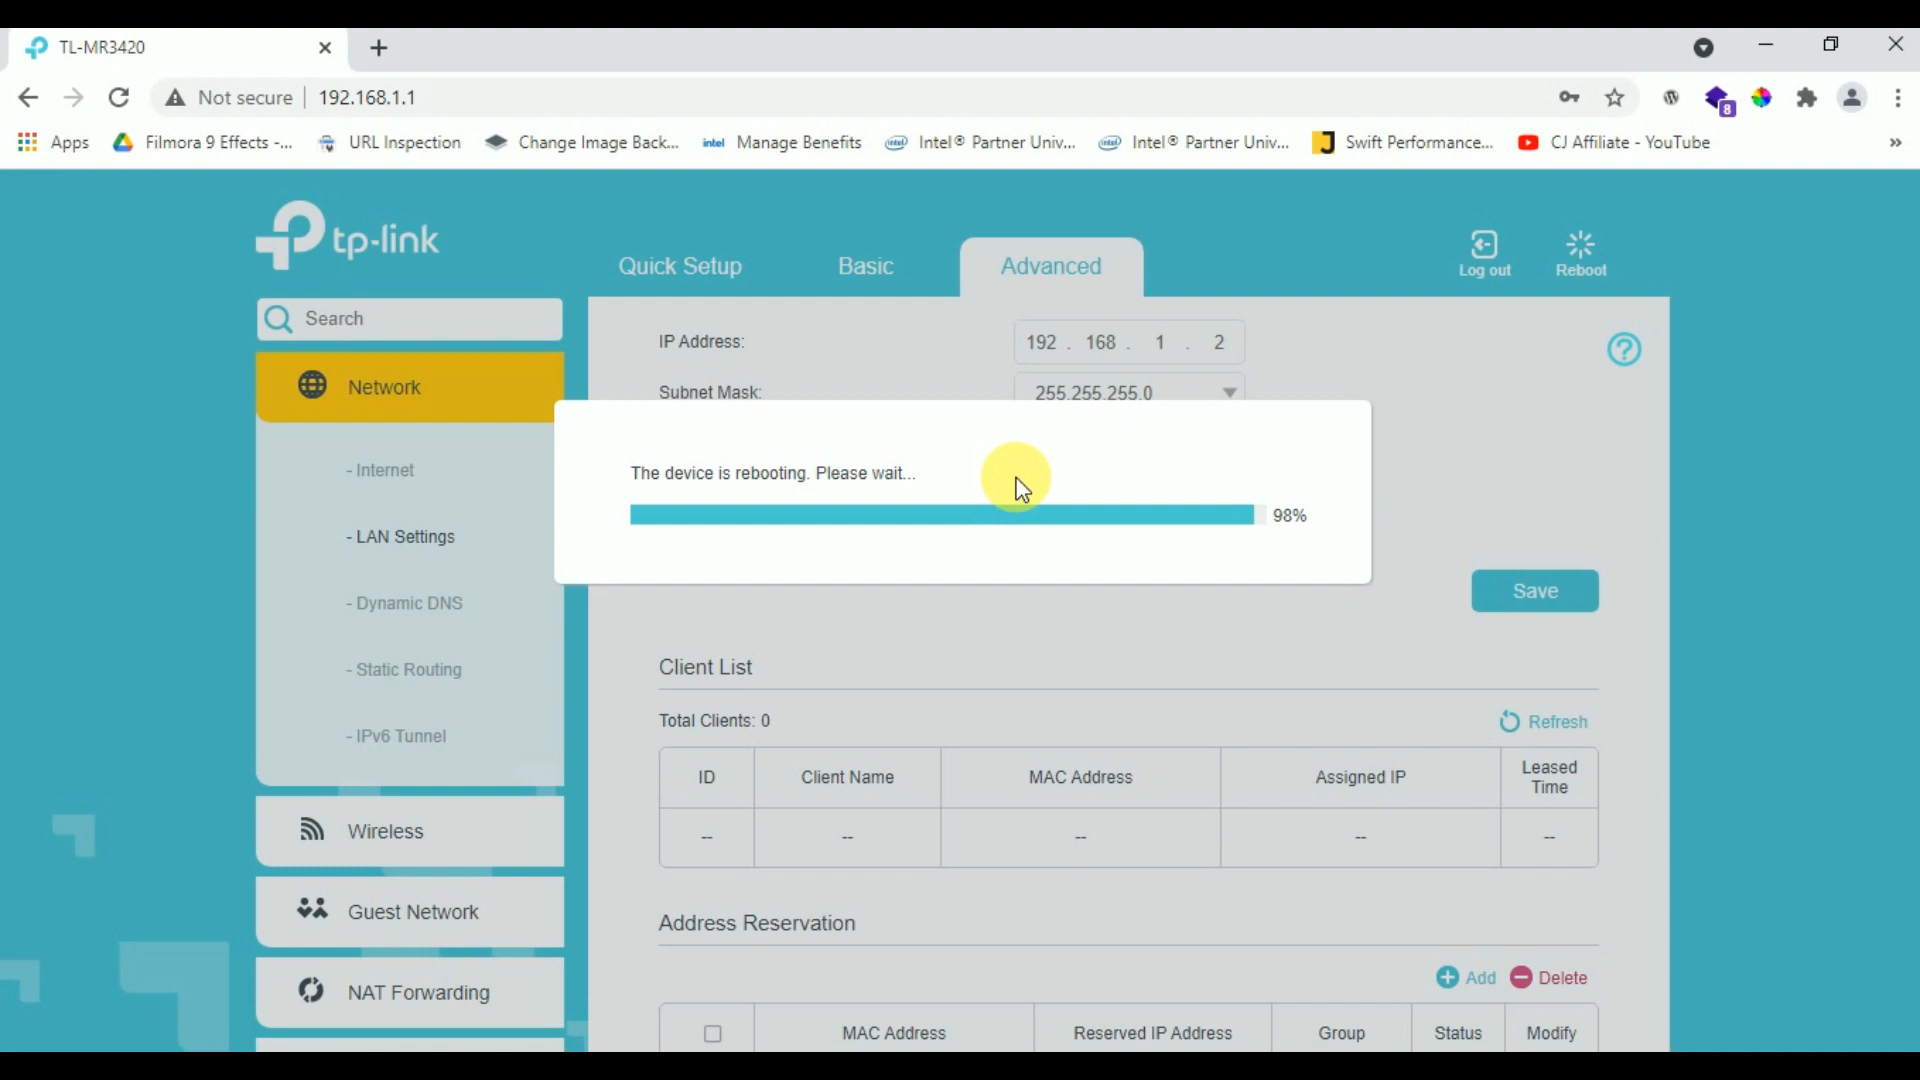 TL-MR3420
Not secure 192.168.1.1
8
Apps Filmora 9 Effects -... URL Inspection Change Image Back... intel Manage Benefits intel Intel® Partner Univ... intel Intel® Partner Univ... Swift Performance... CJ Affiliate - YouTube »
tp-link
Quick Setup Basic Advanced Log out Reboot
Search
IP Address: 192 . 168 . 1 . 2
?
Subnet Mask: 255.255.255.0
Network
- Internet
- LAN Settings
- Dynamic DNS
- Static Routing
- IPv6 Tunnel
The device is rebooting. Please wait...
98%
Save
Client List
Total Clients: 0 Refresh
ID Client Name MAC Address Assigned IP Leased Time
-- -- -- -- --
Wireless
Guest Network
NAT Forwarding
Address Reservation
Add Delete
MAC Address Reserved IP Address Group Status Modify